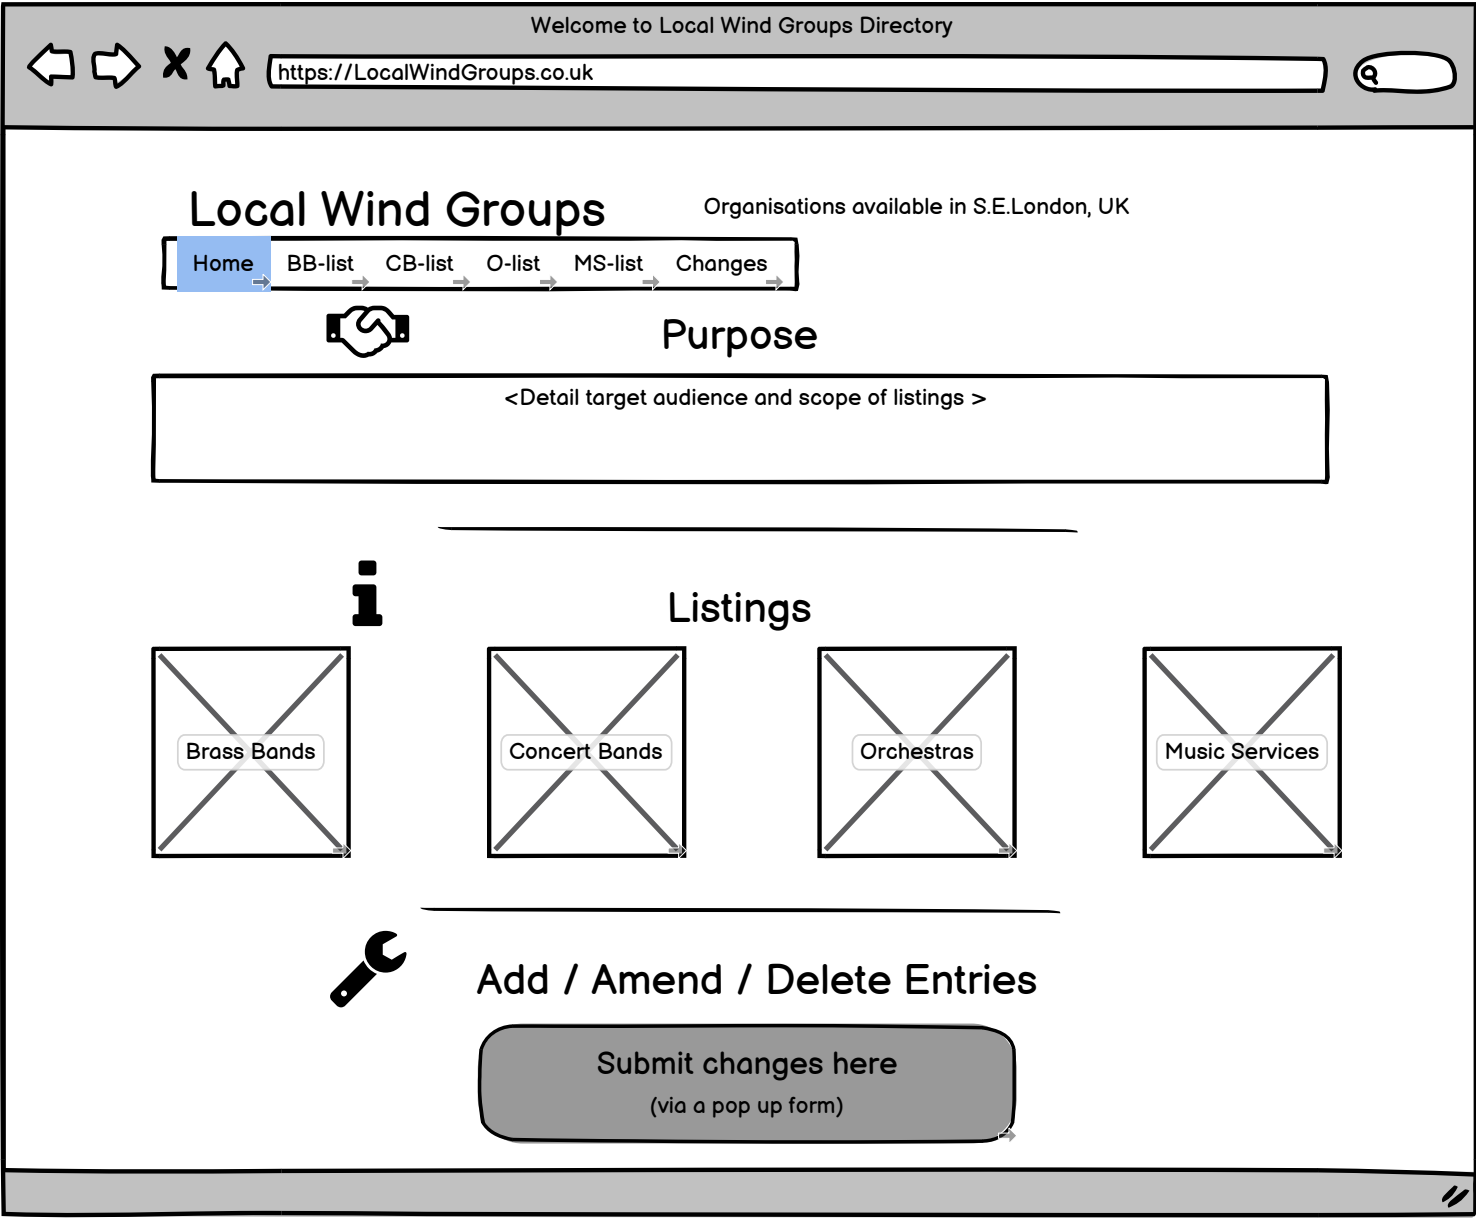 Welcome to Local Wind Groups Directory
https://LocalWindGroups.co.uk
Local Wind Groups
Organisations available in S.E.London, UK
Home BB-list CB-list O-list MS-list Changes
Purpose
<Detail target audience and scope of listings >
Listings
Brass Bands
Concert Bands
Orchestras
Music Services
Add / Amend / Delete Entries
Submit changes here
(via a pop up form)